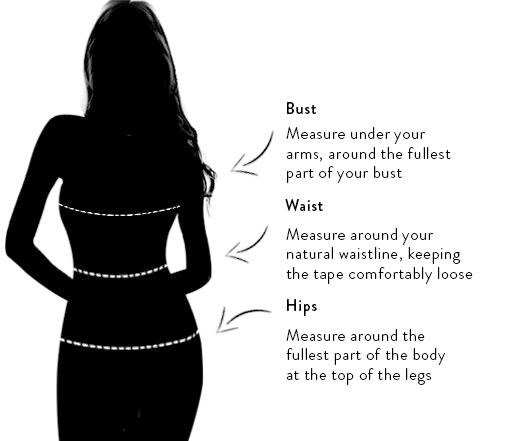 Bust
Measure under your
arms, around the fullest
part of your bust
Waist
Measure around your
natural waistline, keeping
the tape comfortably loose
Hips
Measure around the
fullest part of the body
at the top of the legs